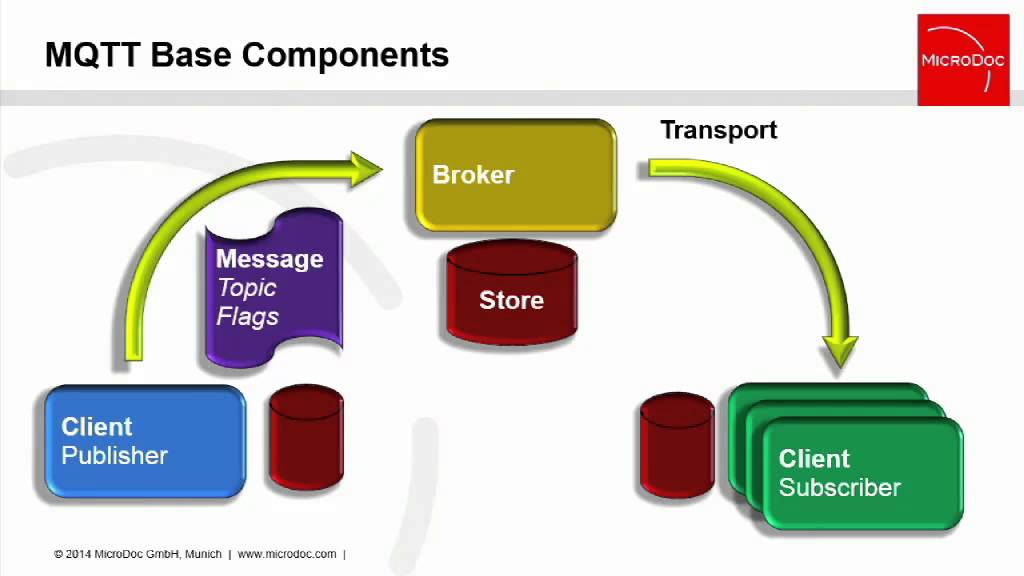 MQTT Base Components
MICRODOC
Transport
Broker
Message
Topic
Flags
Store
Client
Publisher
Client
Subscriber
© 2014 MicroDoc GmbH, Munich | www.microdoc.com |